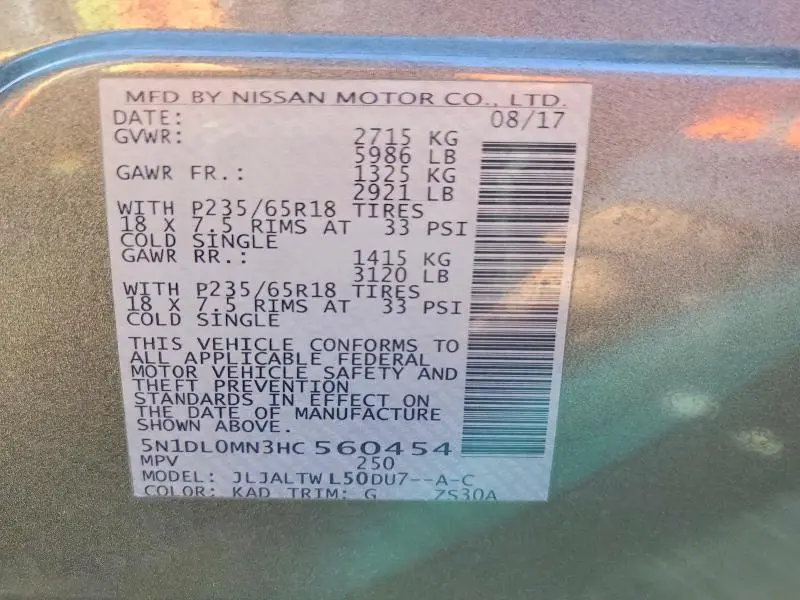 MFD BY NISSAN MOTOR CO., LTD.
DATE: 08/17
GVWR: 2715 KG
5986 LB
GAWR FR.: 1325 KG
2921 LB
WITH P235/65R18 TIRES
18 X 7.5 RIMS AT 33 PSI
COLD SINGLE
GAWR RR.: 1415 KG
3120 LB
WITH P235/65R18 TIRES
18 X 7.5 RIMS AT 33 PSI
COLD SINGLE
THIS VEHICLE CONFORMS TO
ALL APPLICABLE FEDERAL
MOTOR VEHICLE SAFETY AND
THEFT PREVENTION
STANDARDS IN EFFECT ON
THE DATE OF MANUFACTURE
SHOWN ABOVE.
5N1DL0MN3HC560454
MPV 250
MODEL: JLJALTWL50DU7--A-C
COLOR: KAD TRIM: G ZS30A